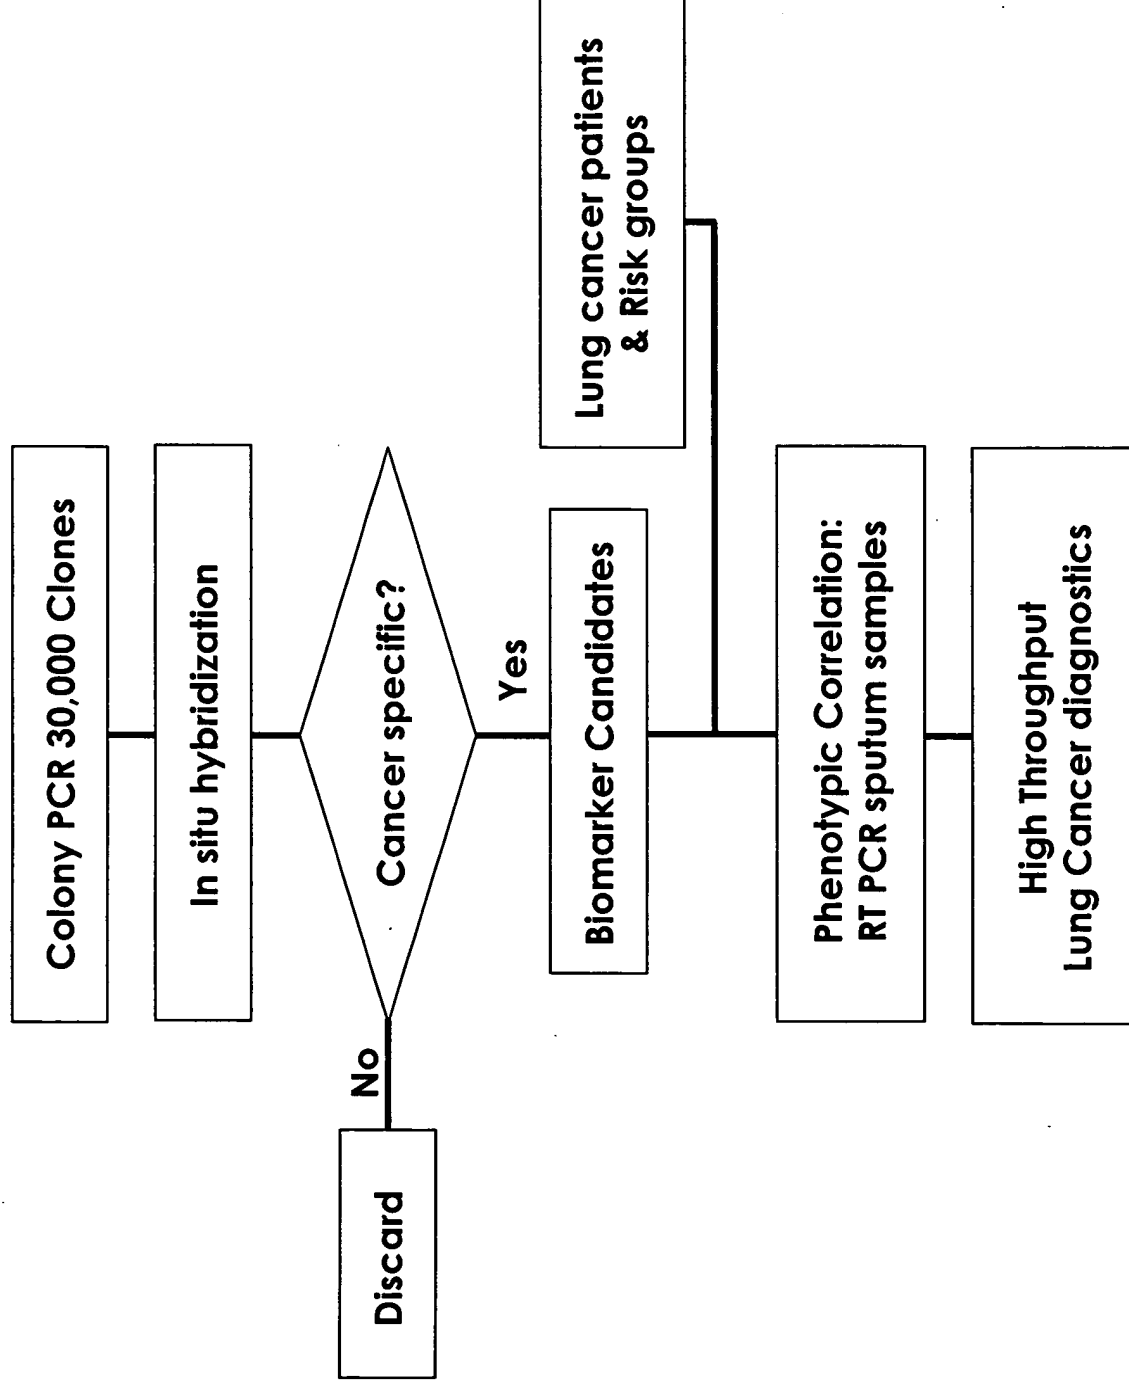 Colony PCR 30,000 Clones
In situ hybridization
Cancer specific?
No
Discard
Yes
Biomarker Candidates
Lung cancer patients
& Risk groups
Phenotypic Correlation:
RT PCR sputum samples
High Throughput
Lung Cancer diagnostics